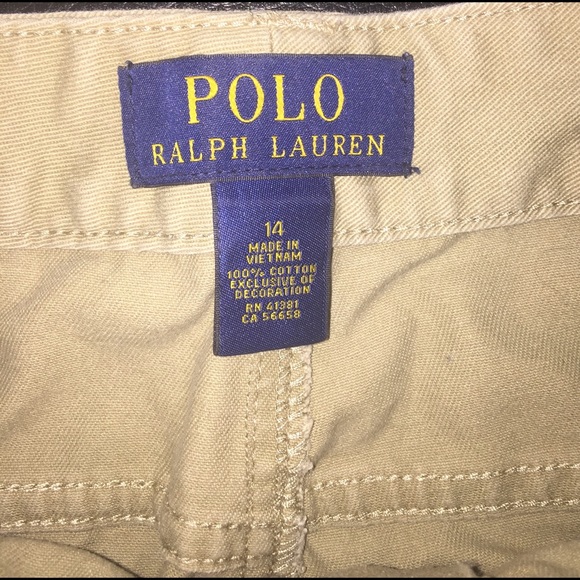 POLO
RALPH LAUREN
14
MADE IN
VIETNAM
100% COTTON
EXCLUSIVE OF
DECORATION
RN 41381
CA 56658